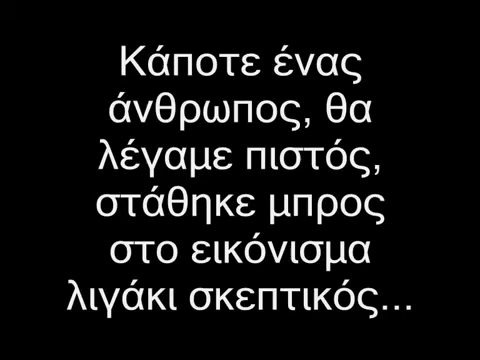 Κάποτε ένας
άνθρωπος, θα
λέγαμε πιστός,
στάθηκε μπρος
στο εικόνισμα
λιγάκι σκεπτικός...